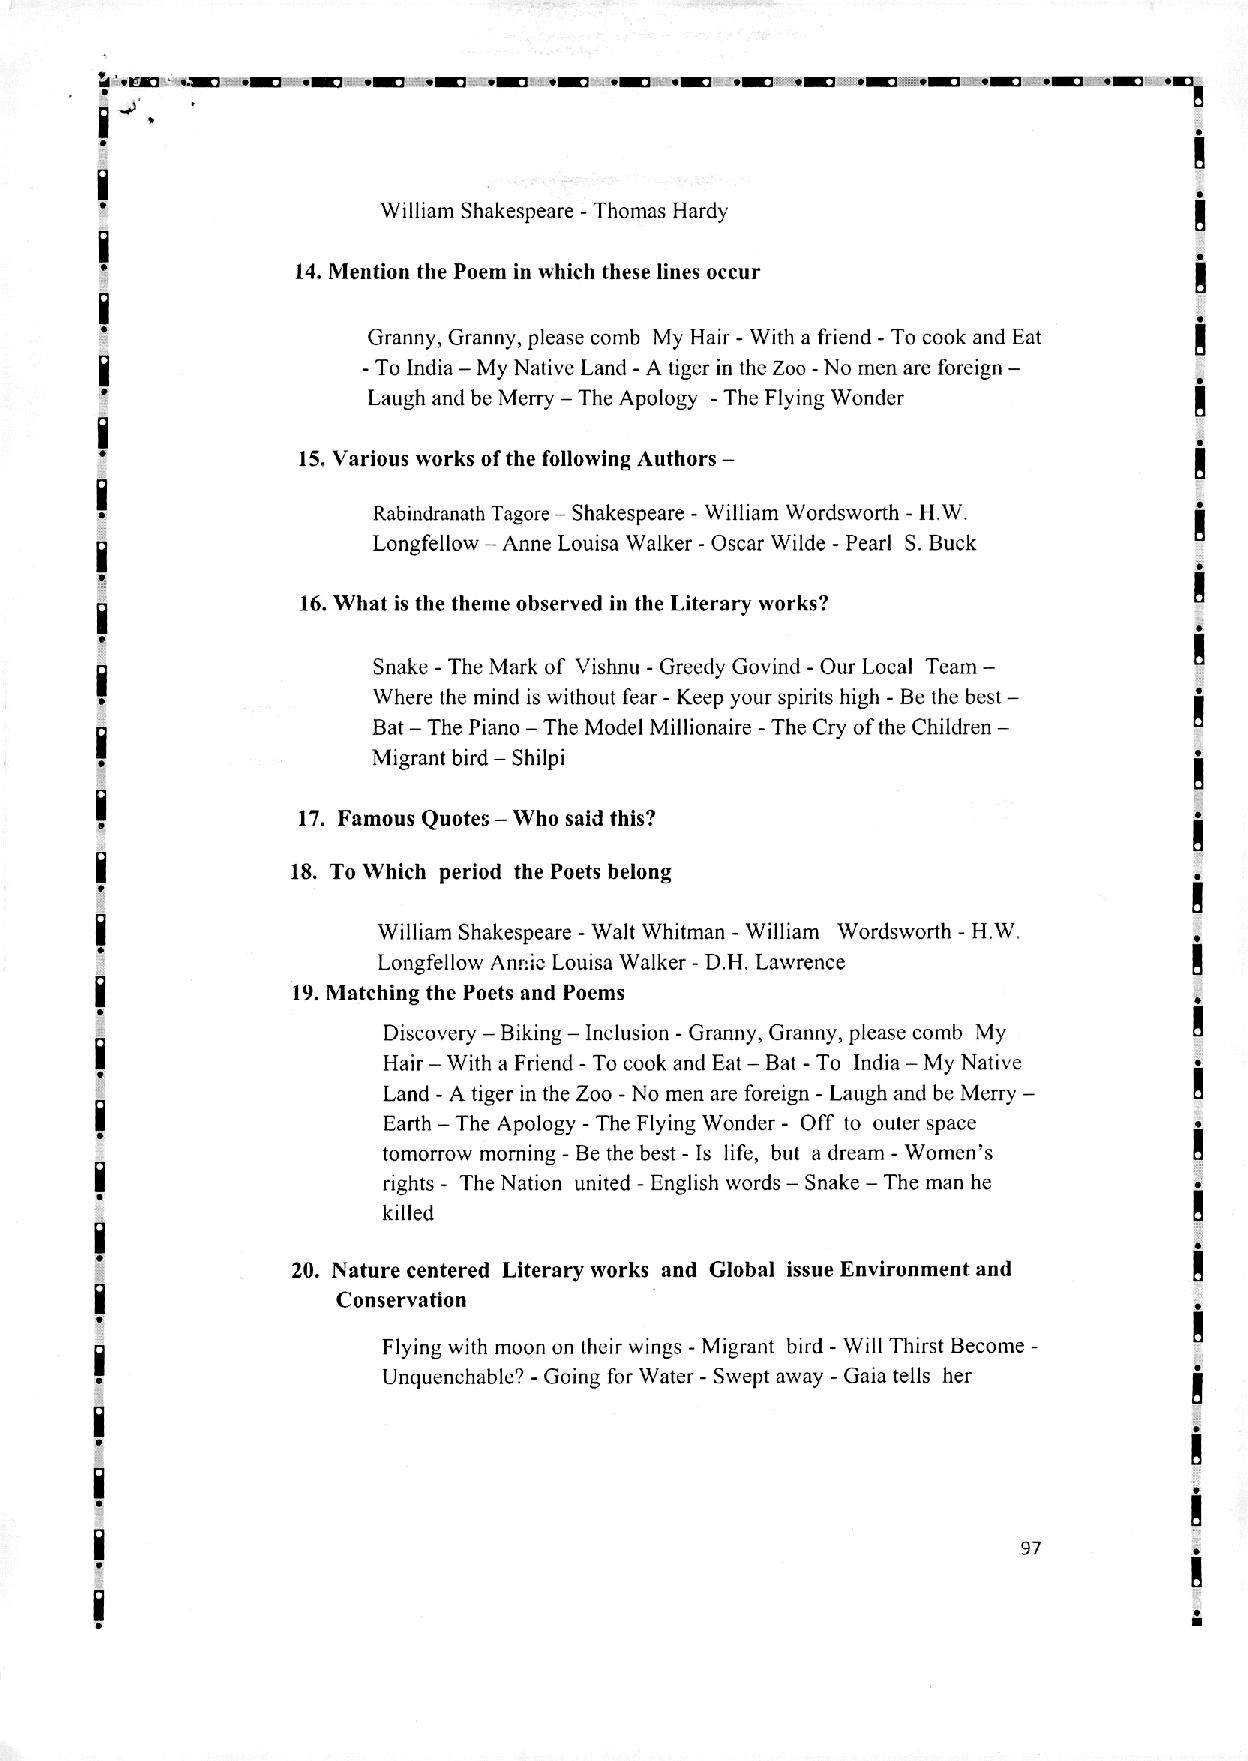 William Shakespeare - Thomas Hardy
14. Mention the Poem in which these lines occur
Granny, Granny, please comb My Hair - With a friend - To cook and Eat
- To India – My Native Land - A tiger in the Zoo - No men are foreign –
Laugh and be Merry – The Apology - The Flying Wonder
15. Various works of the following Authors –
Rabindranath Tagore – Shakespeare - William Wordsworth - H.W.
Longfellow – Anne Louisa Walker - Oscar Wilde - Pearl S. Buck
16. What is the theme observed in the Literary works?
Snake - The Mark of Vishnu - Greedy Govind - Our Local Team –
Where the mind is without fear - Keep your spirits high - Be the best –
Bat – The Piano – The Model Millionaire - The Cry of the Children –
Migrant bird – Shilpi
17. Famous Quotes – Who said this?
18. To Which period the Poets belong
William Shakespeare - Walt Whitman - William Wordsworth - H.W.
Longfellow Annie Louisa Walker - D.H. Lawrence
19. Matching the Poets and Poems
Discovery – Biking – Inclusion - Granny, Granny, please comb My
Hair – With a Friend - To cook and Eat – Bat - To India – My Native
Land - A tiger in the Zoo - No men are foreign - Laugh and be Merry –
Earth – The Apology - The Flying Wonder - Off to outer space
tomorrow morning - Be the best - Is life, but a dream - Women's
rights - The Nation united - English words – Snake – The man he
killed
20. Nature centered Literary works and Global issue Environment and
Conservation
Flying with moon on their wings - Migrant bird - Will Thirst Become -
Unquenchable? - Going for Water - Swept away - Gaia tells her
97